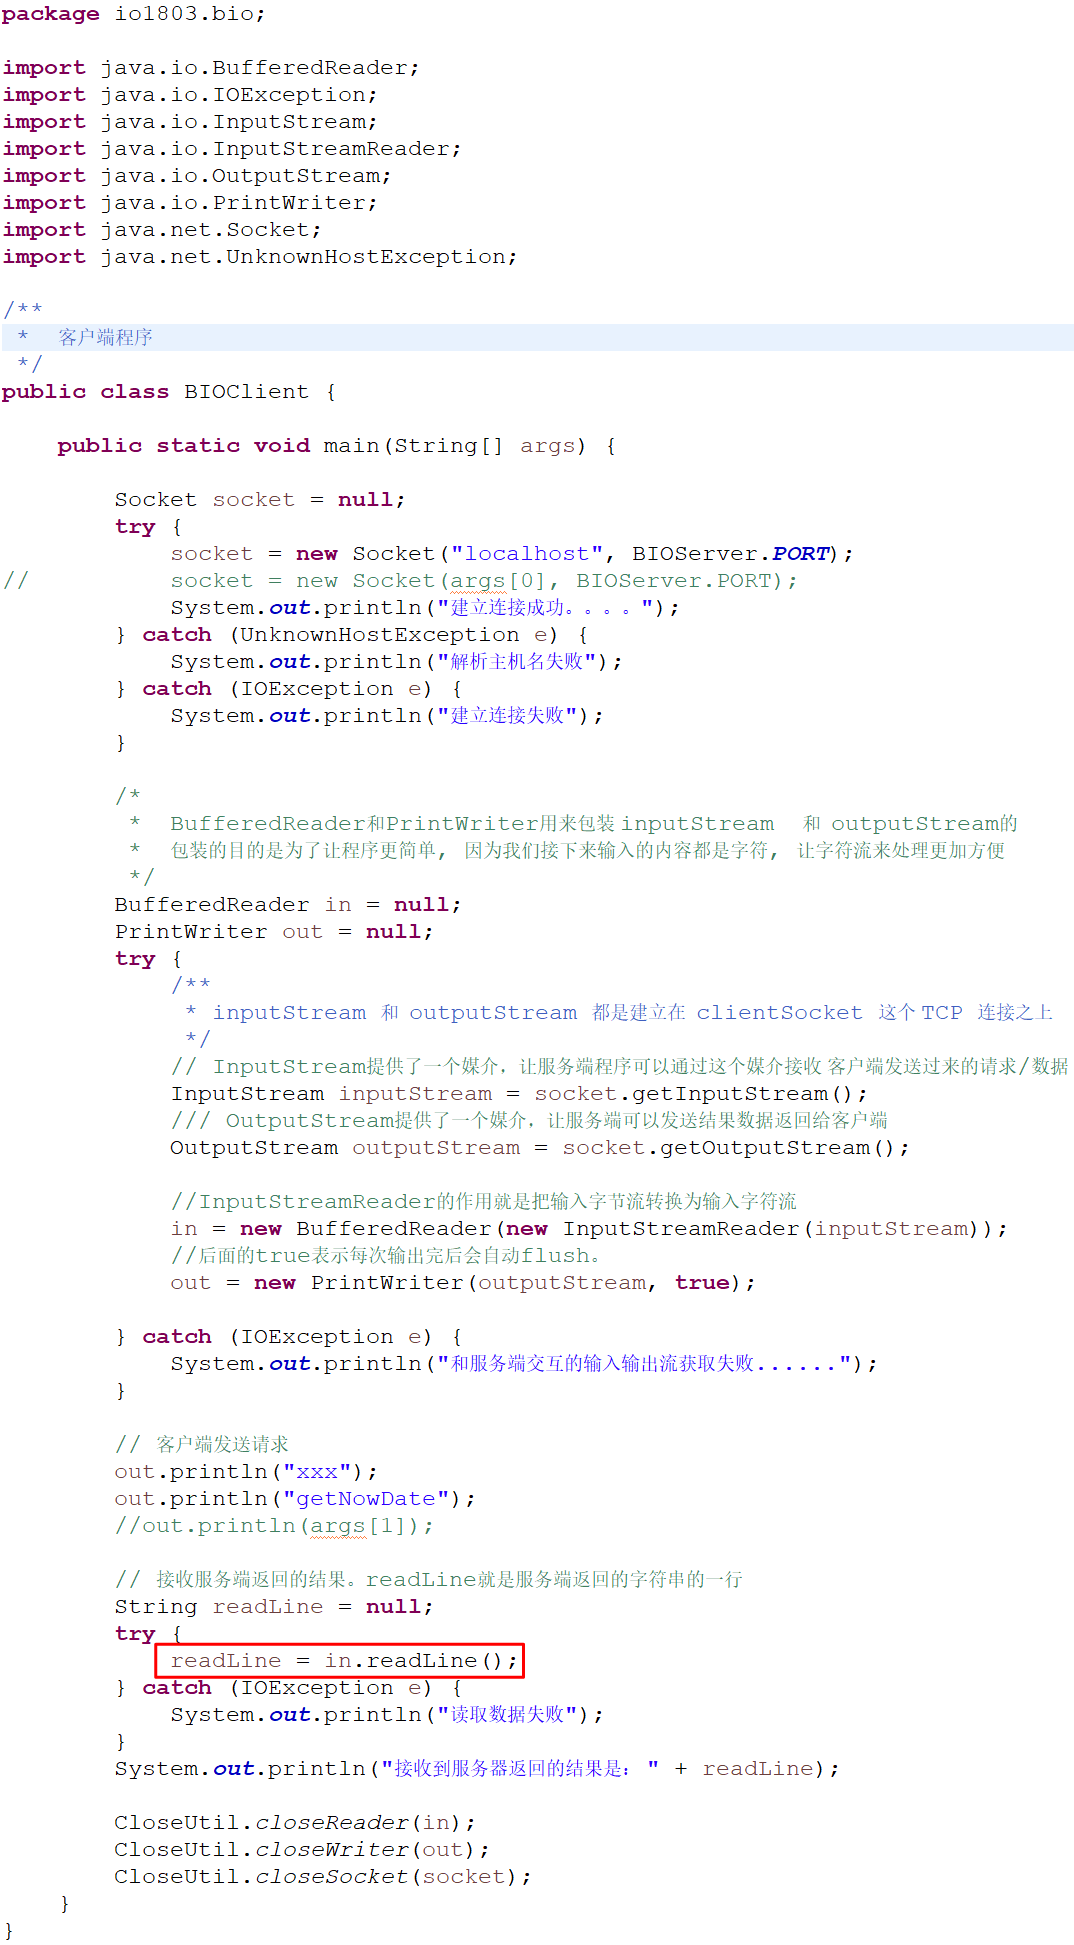 package io1803.bio;
import java.io.BufferedReader;
import java.io.IOException;
import java.io.InputStream;
import java.io.InputStreamReader;
import java.io.OutputStream;
import java.io.PrintWriter;
import java.net.Socket;
import java.net.UnknownHostException;
/**
 *  客户端程序
 */
public class BIOClient {
    public static void main(String[] args) {
        Socket socket = null;
        try {
            socket = new Socket("localhost", BIOServer.PORT);
//          socket = new Socket(args[0], BIOServer.PORT);
            System.out.println("建立连接成功。。。。");
        } catch (UnknownHostException e) {
            System.out.println("解析主机名失败");
        } catch (IOException e) {
            System.out.println("建立连接失败");
        }
        /*
         *  BufferedReader和PrintWriter用来包装 inputStream  和 outputStream的
         *  包装的目的是为了让程序更简单, 因为我们接下来输入的内容都是字符, 让字符流来处理更加方便
         */
        BufferedReader in = null;
        PrintWriter out = null;
        try {
            /**
             * inputStream 和 outputStream 都是建立在 clientSocket 这个 TCP 连接之上
             */
            // InputStream提供了一个媒介，让服务端程序可以通过这个媒介接收 客户端发送过来的请求/数据
            InputStream inputStream = socket.getInputStream();
            /// OutputStream提供了一个媒介，让服务端可以发送结果数据返回给客户端
            OutputStream outputStream = socket.getOutputStream();
            //InputStreamReader的作用就是把输入字节流转换为输入字符流
            in = new BufferedReader(new InputStreamReader(inputStream));
            //后面的true表示每次输出完后会自动flush。
            out = new PrintWriter(outputStream, true);
        } catch (IOException e) {
            System.out.println("和服务端交互的输入输出流获取失败......");
        }
        // 客户端发送请求
        out.println("xxx");
        out.println("getNowDate");
        //out.println(args[1]);
        // 接收服务端返回的结果。readLine就是服务端返回的字符串的一行
        String readLine = null;
        try {
            readLine = in.readLine();
        } catch (IOException e) {
            System.out.println("读取数据失败");
        }
        System.out.println("接收到服务器返回的结果是： " + readLine);
        CloseUtil.closeReader(in);
        CloseUtil.closeWriter(out);
        CloseUtil.closeSocket(socket);
    }
}